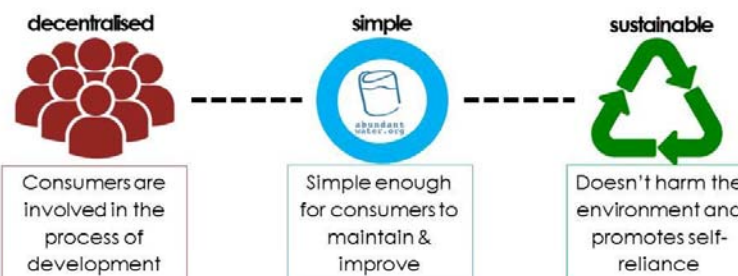 decentralised
simple
sustainable
abundant
water.org
Consumers are
involved in the
process of
development
Simple enough
for consumers to
maintain &
improve
Doesn't harm the
environment and
promotes self-
reliance